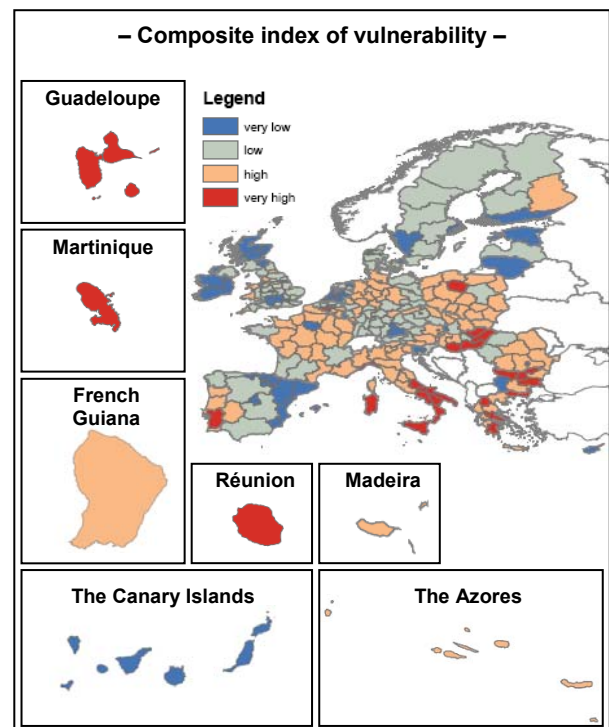 – Composite index of vulnerability –
Guadeloupe
Legend
very low
low
high
very high
Martinique
French
Guiana
Réunion
Madeira
The Canary Islands
The Azores